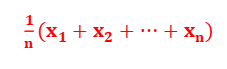 1/n (x₁ + x₂ + ⋯ + xₙ)